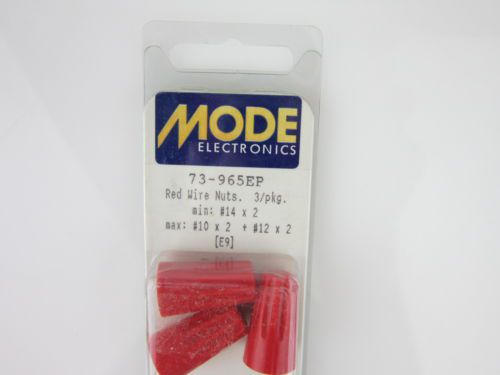 MODE
ELECTRONICS
73-965EP
Red Wire Nuts. 3/pkg.
min: #14 x 2
max: #10 x 2 + #12 x 2
[E9]